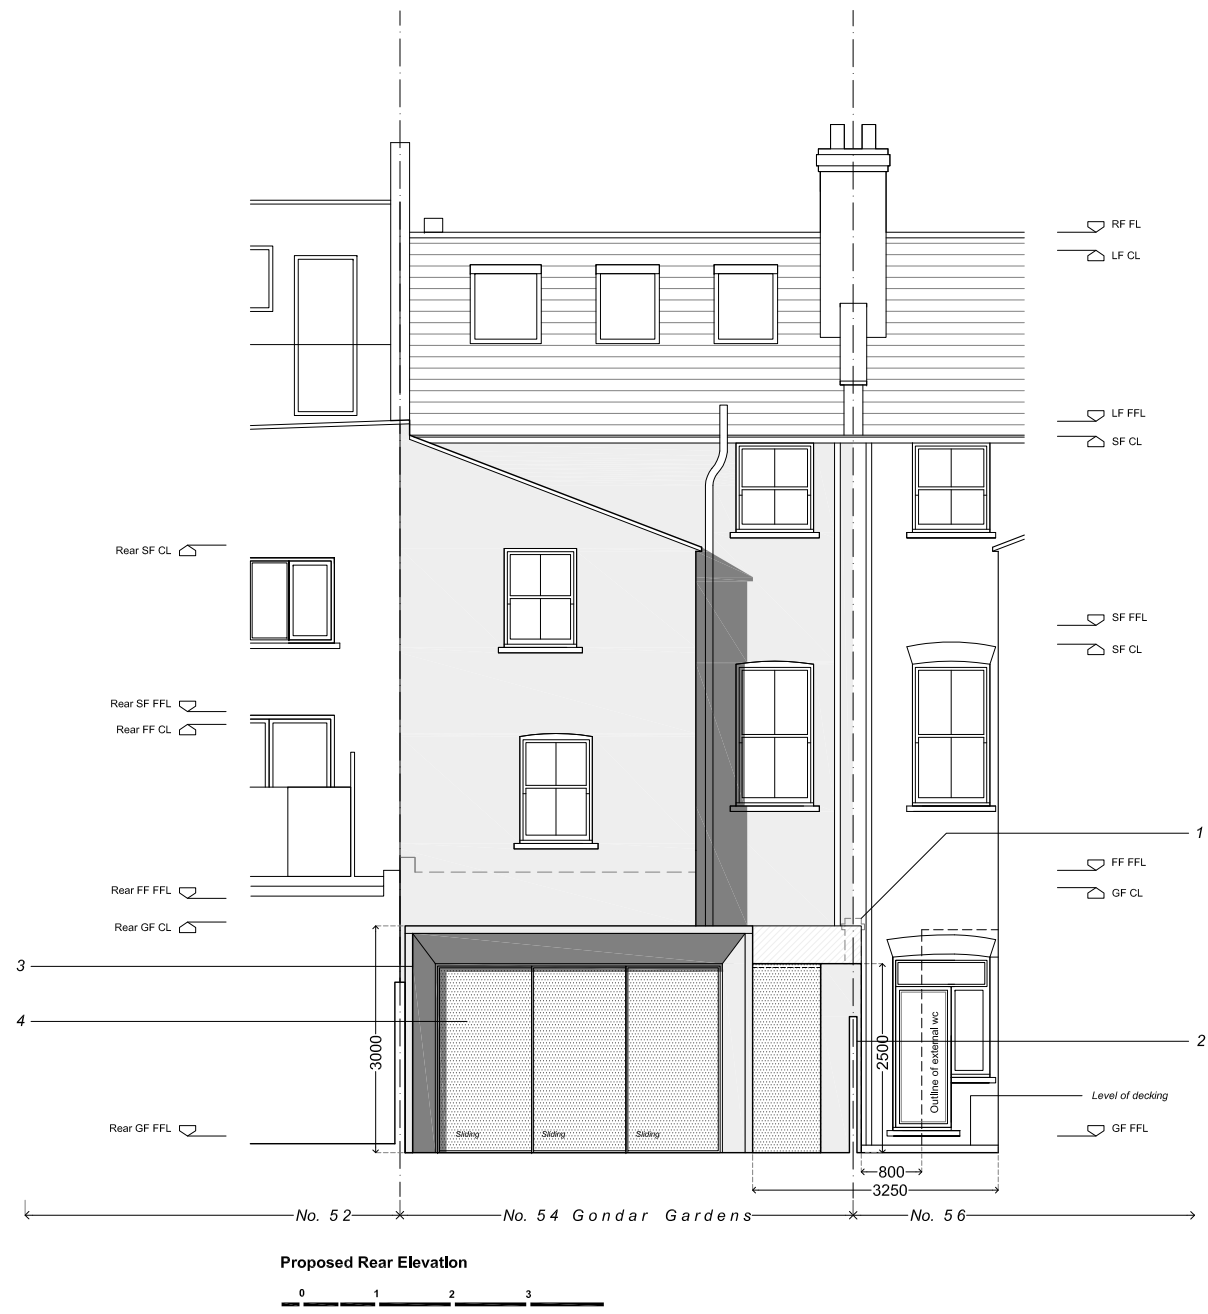 RF FL
LF CL
LF FFL
SF CL
Rear SF CL
SF FFL
SF CL
Rear SF FFL
Rear FF CL
1
FF FFL
Rear FF FFL
GF CL
Rear GF CL
3
4
3000
2500
Outline of external wc
2
Level of decking
Rear GF FFL
Sliding
Sliding
Sliding
GF FFL
800
3250
No. 52
No. 54 Gondar Gardens
No. 56
Proposed Rear Elevation
0 1 2 3